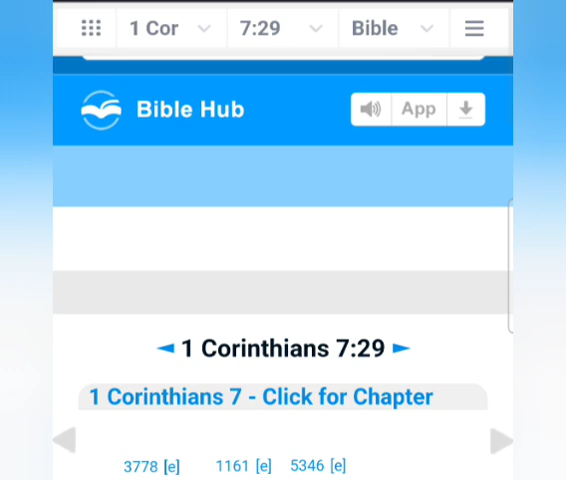 1 Cor 7:29 Bible
Bible Hub App
◄ 1 Corinthians 7:29 ►
1 Corinthians 7 - Click for Chapter
3778 [e] 1161 [e] 5346 [e]